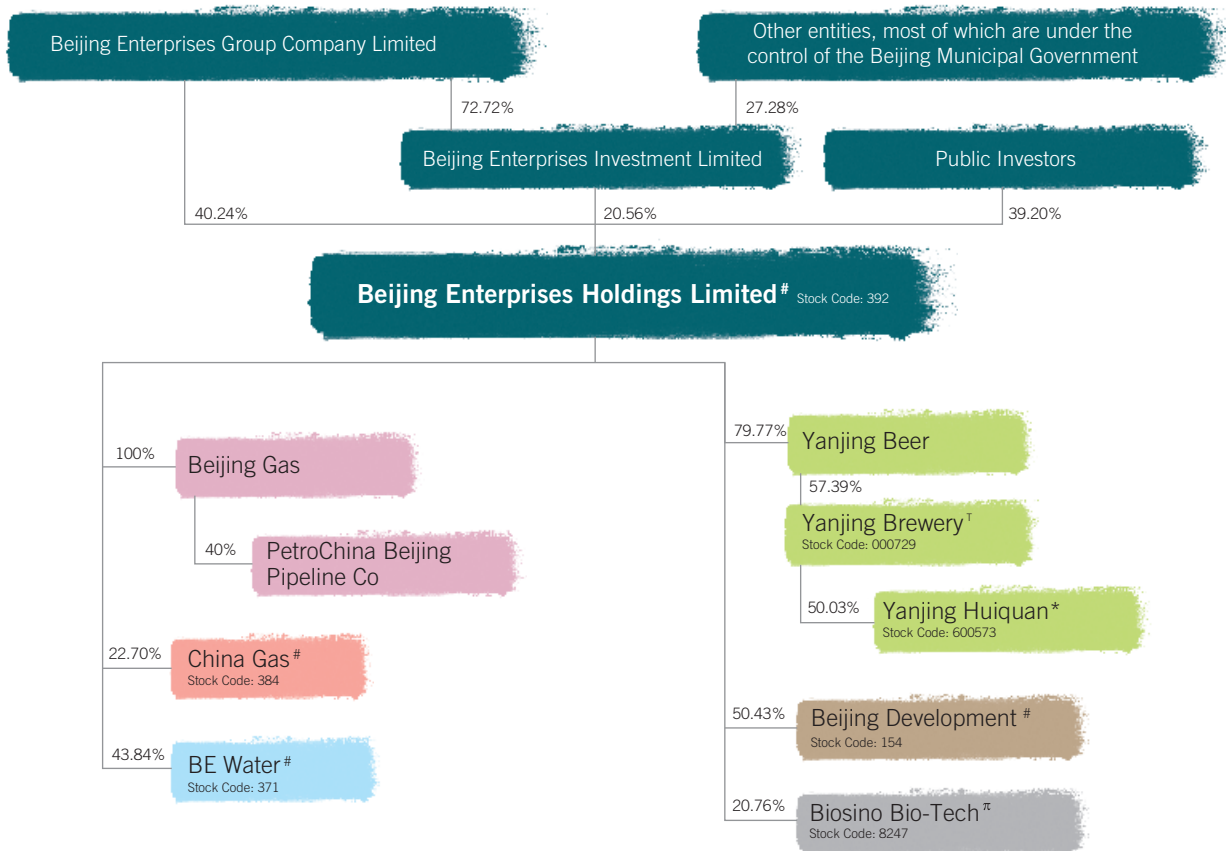 Beijing Enterprises Group Company Limited
Other entities, most of which are under the
control of the Beijing Municipal Government
72.72%
27.28%
Beijing Enterprises Investment Limited
Public Investors
40.24%
20.56%
39.20%
Beijing Enterprises Holdings Limited# Stock Code: 392
100%
Beijing Gas
40%
PetroChina Beijing
Pipeline Co
22.70%
China Gas#
Stock Code: 384
43.84%
BE Water#
Stock Code: 371
79.77%
Yanjing Beer
57.39%
Yanjing BreweryT
Stock Code: 000729
50.03%
Yanjing Huiquan*
Stock Code: 600573
50.43%
Beijing Development #
Stock Code: 154
20.76%
Biosino Bio-Techπ
Stock Code: 8247